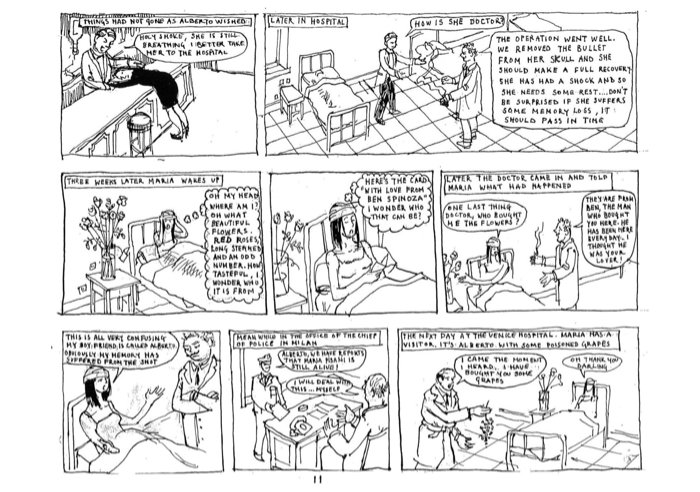 THINGS HAD NOT GONE AS ALBERTO WISHED.
HOLY SMOKE, SHE IS STILL
BREATHING I BETTER TAKE
HER TO THE HOSPITAL
LATER IN HOSPITAL
HOW IS SHE DOCTOR?
THE OPERATION WENT WELL.
WE REMOVED THE BULLET
FROM HER SKULL AND SHE
SHOULD MAKE A FULL RECOVERY
SHE HAS HAD A SHOCK AND SO
SHE NEEDS SOME REST....DON'T
BE SURPRISED IF SHE SUFFERS
SOME MEMORY LOSS, IT
SHOULD PASS IN TIME
THREE WEEKS LATER MARIA WAKES UP
OH MY HEAD
WHERE AM I?
OH WHAT
BEAUTIFUL
FLOWERS.
RED ROSES,
LONG STEMMED
AND AN ODD
NUMBER. HOW
TASTEFUL, I
WONDER WHO
IT IS FROM
HERE'S THE CARD
"WITH LOVE FROM
BEN SPINOZA"
I WONDER WHO
THAT CAN BE?
LATER THE DOCTOR CAME IN AND TOLD
MARIA WHAT HAD HAPPENED
ONE LAST THING
DOCTOR, WHO BOUGHT
ME THE FLOWERS?
THEY ARE FROM
BEN, THE MAN
WHO BOUGHT
YOU HERE. HE
HAS BEEN HERE
EVERYDAY. I
THOUGHT HE
WAS YOUR
LOVER!
THIS IS ALL VERY CONFUSING
MY BOY-FRIEND, IS CALLED ALBERTO.
OBVIOUSLY MY MEMORY HAS
SUFFERED FROM THE SHOT
MEAN WHILE IN THE OFFICE OF THE CHIEF
OF POLICE IN MILAN
ALBERTO, WE HAVE REPORTS
THAT MARIA
STILL ALIVE!
I WILL DEAL WITH
THIS... MYSELF
THE NEXT DAY AT THE VENICE HOSPITAL. MARIA HAS A
VISITOR. IT'S ALBERTO WITH SOME POISONED GRAPES
I CAME THE MOMENT
I HEARD.. I HAVE
BOUGHT YOU SOME
GRAPES
OH THANK YOU
DARLING
11